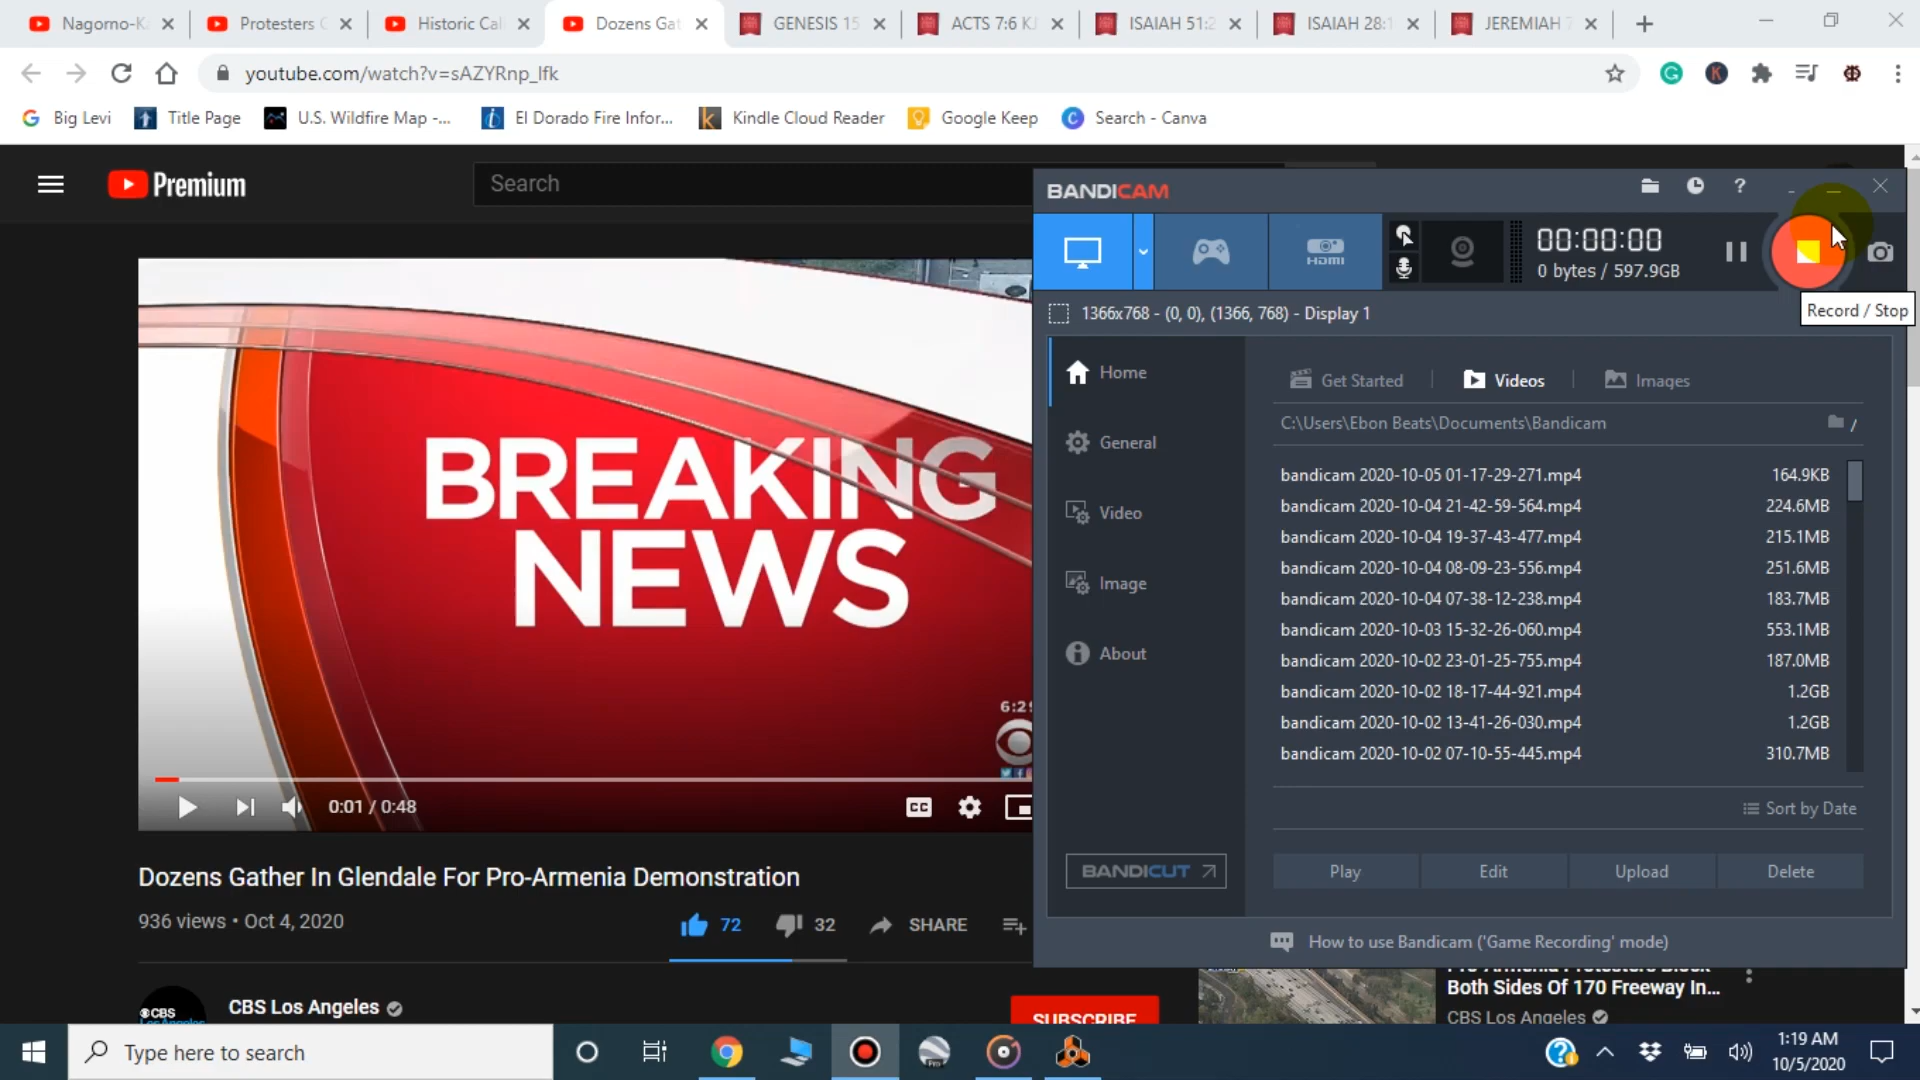 Nagorno-Ka
Protesters
Historic Cal
Dozens Gat
GENESIS 15
ACTS 7:6 KJ
ISAIAH 51:2
ISAIAH 28:1
JEREMIAH
youtube.com/watch?v=sAZYRnp_lfk
Big Levi
Title Page
U.S. Wildfire Map -...
El Dorado Fire Infor...
Kindle Cloud Reader
Google Keep
Search - Canva
Premium
Search
BANDICAM
HDMI
00:00:00
0 bytes / 597.9GB
Record / Stop
1366x768 - (0, 0), (1366, 768) - Display 1
Home
General
Video
Image
About
Get Started
Videos
Images
C:\Users\Ebon Beats\Documents\Bandicam
bandicam 2020-10-05 01-17-29-271.mp4 164.9KB
bandicam 2020-10-04 21-42-59-564.mp4 224.6MB
bandicam 2020-10-04 19-37-43-477.mp4 215.1MB
bandicam 2020-10-04 08-09-23-556.mp4 251.6MB
bandicam 2020-10-04 07-38-12-238.mp4 183.7MB
bandicam 2020-10-03 15-32-26-060.mp4 553.1MB
bandicam 2020-10-02 23-01-25-755.mp4 187.0MB
bandicam 2020-10-02 18-17-44-921.mp4 1.2GB
bandicam 2020-10-02 13-41-26-030.mp4 1.2GB
bandicam 2020-10-02 07-10-55-445.mp4 310.7MB
Sort by Date
BANDICUT
Play Edit Upload Delete
How to use Bandicam ('Game Recording' mode)
BREAKING
NEWS
6:29
0:01 / 0:48
CC
Dozens Gather In Glendale For Pro-Armenia Demonstration
936 views • Oct 4, 2020
72
32
SHARE
CBS
Los Angeles
CBS Los Angeles
SUBSCRIBE
Pro-Armenia Protesters Block
Both Sides Of 170 Freeway In...
CBS Los Angeles
Type here to search
1:19 AM
10/5/2020